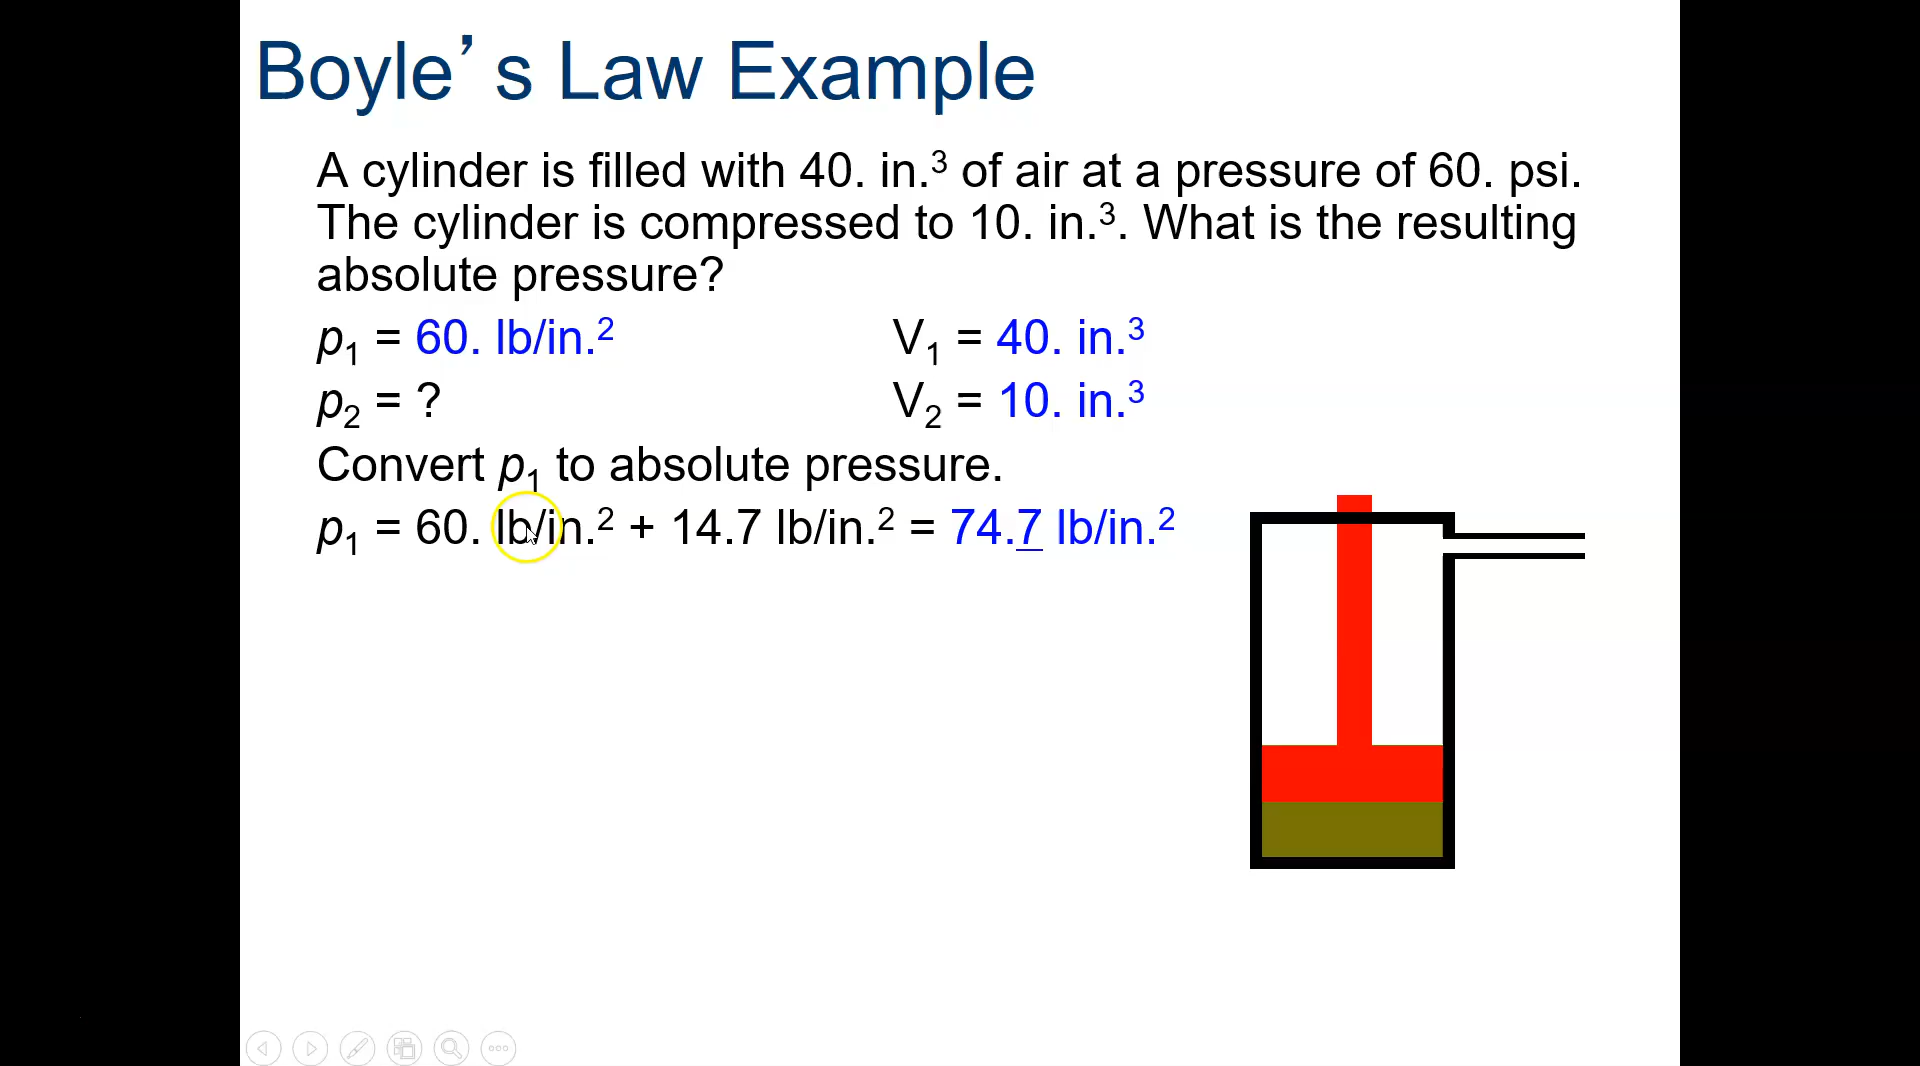 Boyle’s Law Example
A cylinder is filled with 40. in.³ of air at a pressure of 60. psi.
The cylinder is compressed to 10. in.³. What is the resulting
absolute pressure?
p₁ = 60. lb/in.² V₁ = 40. in.³
p₂ = ? V₂ = 10. in.³
Convert p₁ to absolute pressure.
p₁ = 60. lb/in.² + 14.7 lb/in.² = 74.7 lb/in.²